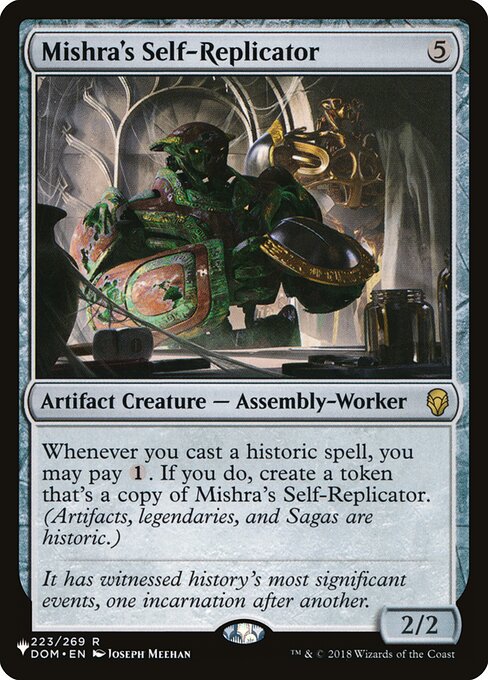 Mishra's Self-Replicator 5
Artifact Creature — Assembly-Worker
Whenever you cast a historic spell, you
may pay 1. If you do, create a token
that's a copy of Mishra's Self-Replicator.
(Artifacts, legendaries, and Sagas are
historic.)
It has witnessed history's most significant
events, one incarnation after another.
2/2
223/269 R
DOM • EN Joseph Meehan
™ & © 2018 Wizards of the Coast